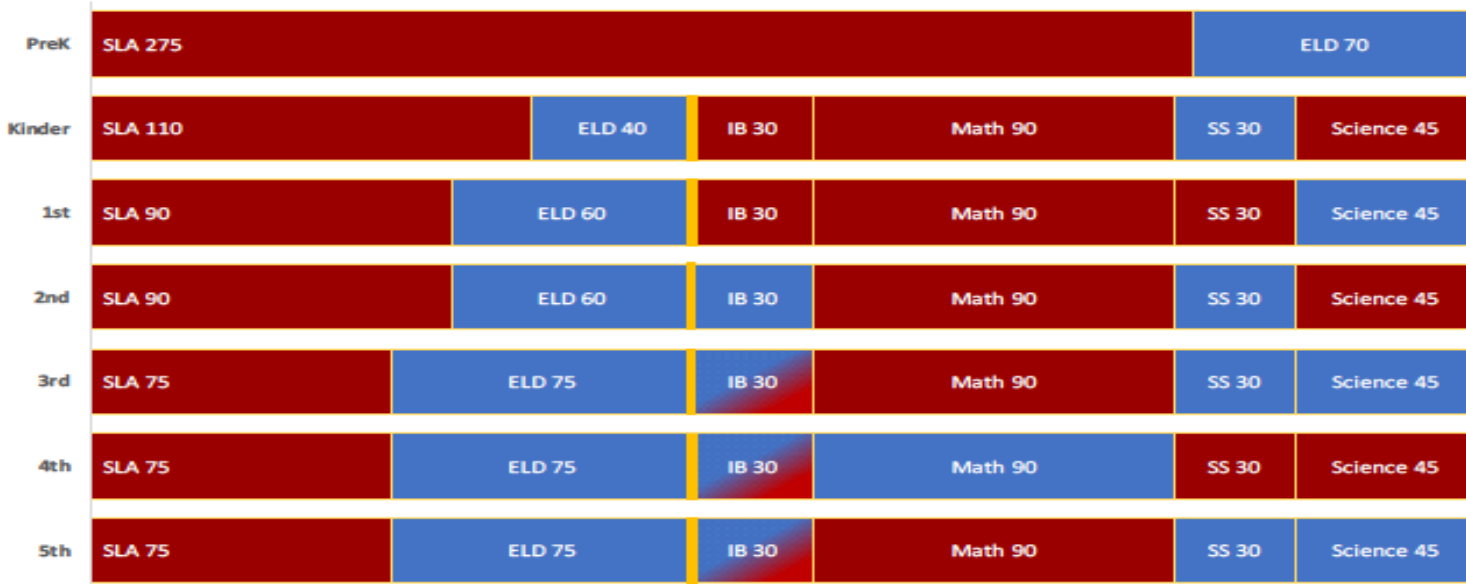 PreK SLA 275 ELD 70
Kinder SLA 110 ELD 40 IB 30 Math 90 SS 30 Science 45
1st SLA 90 ELD 60 IB 30 Math 90 SS 30 Science 45
2nd SLA 90 ELD 60 IB 30 Math 90 SS 30 Science 45
3rd SLA 75 ELD 75 IB 30 Math 90 SS 30 Science 45
4th SLA 75 ELD 75 IB 30 Math 90 SS 30 Science 45
5th SLA 75 ELD 75 IB 30 Math 90 SS 30 Science 45